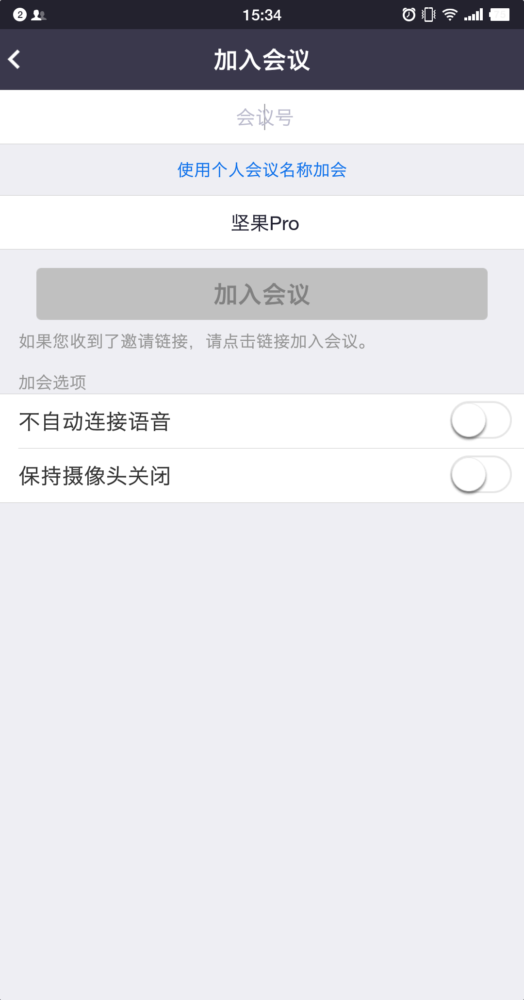 2
15:34
75
加入会议
会议号
使用个人会议名称加会
坚果Pro
加入会议
如果您收到了邀请链接，请点击链接加入会议。
加会选项
不自动连接语音
保持摄像头关闭